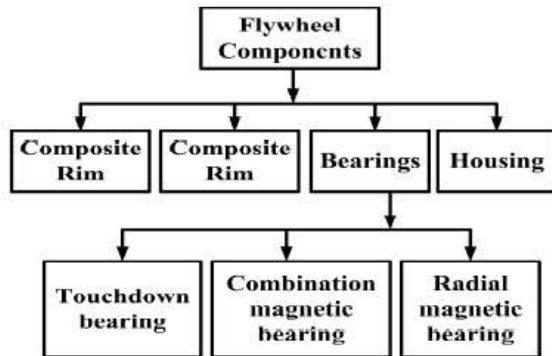 Flywheel
Components
Composite
Rim
Composite
Rim
Bearings
Housing
Touchdown
bearing
Combination
magnetic
bearing
Radial
magnetic
bearing